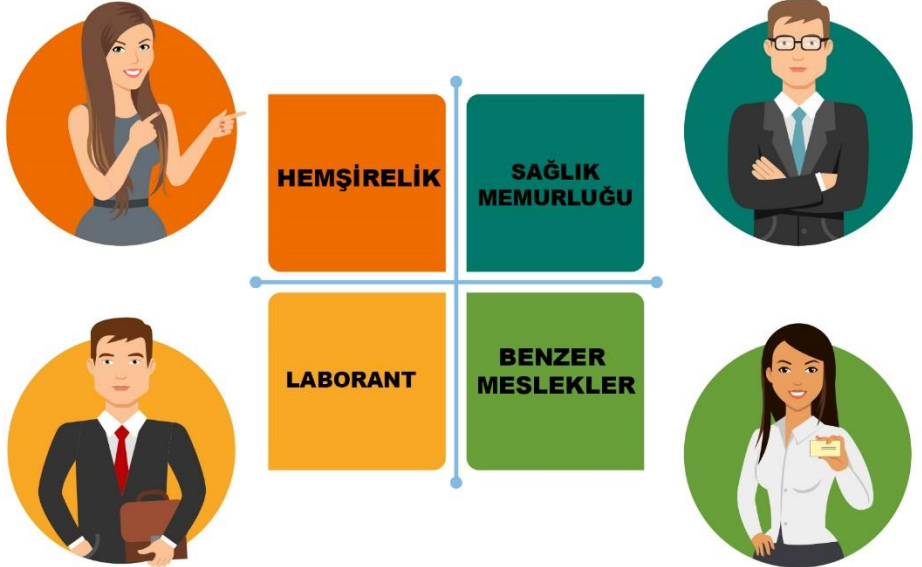 HEMŞİRELİK
SAĞLIK
MEMURLUĞU
LABORANT
BENZER
MESLEKLER